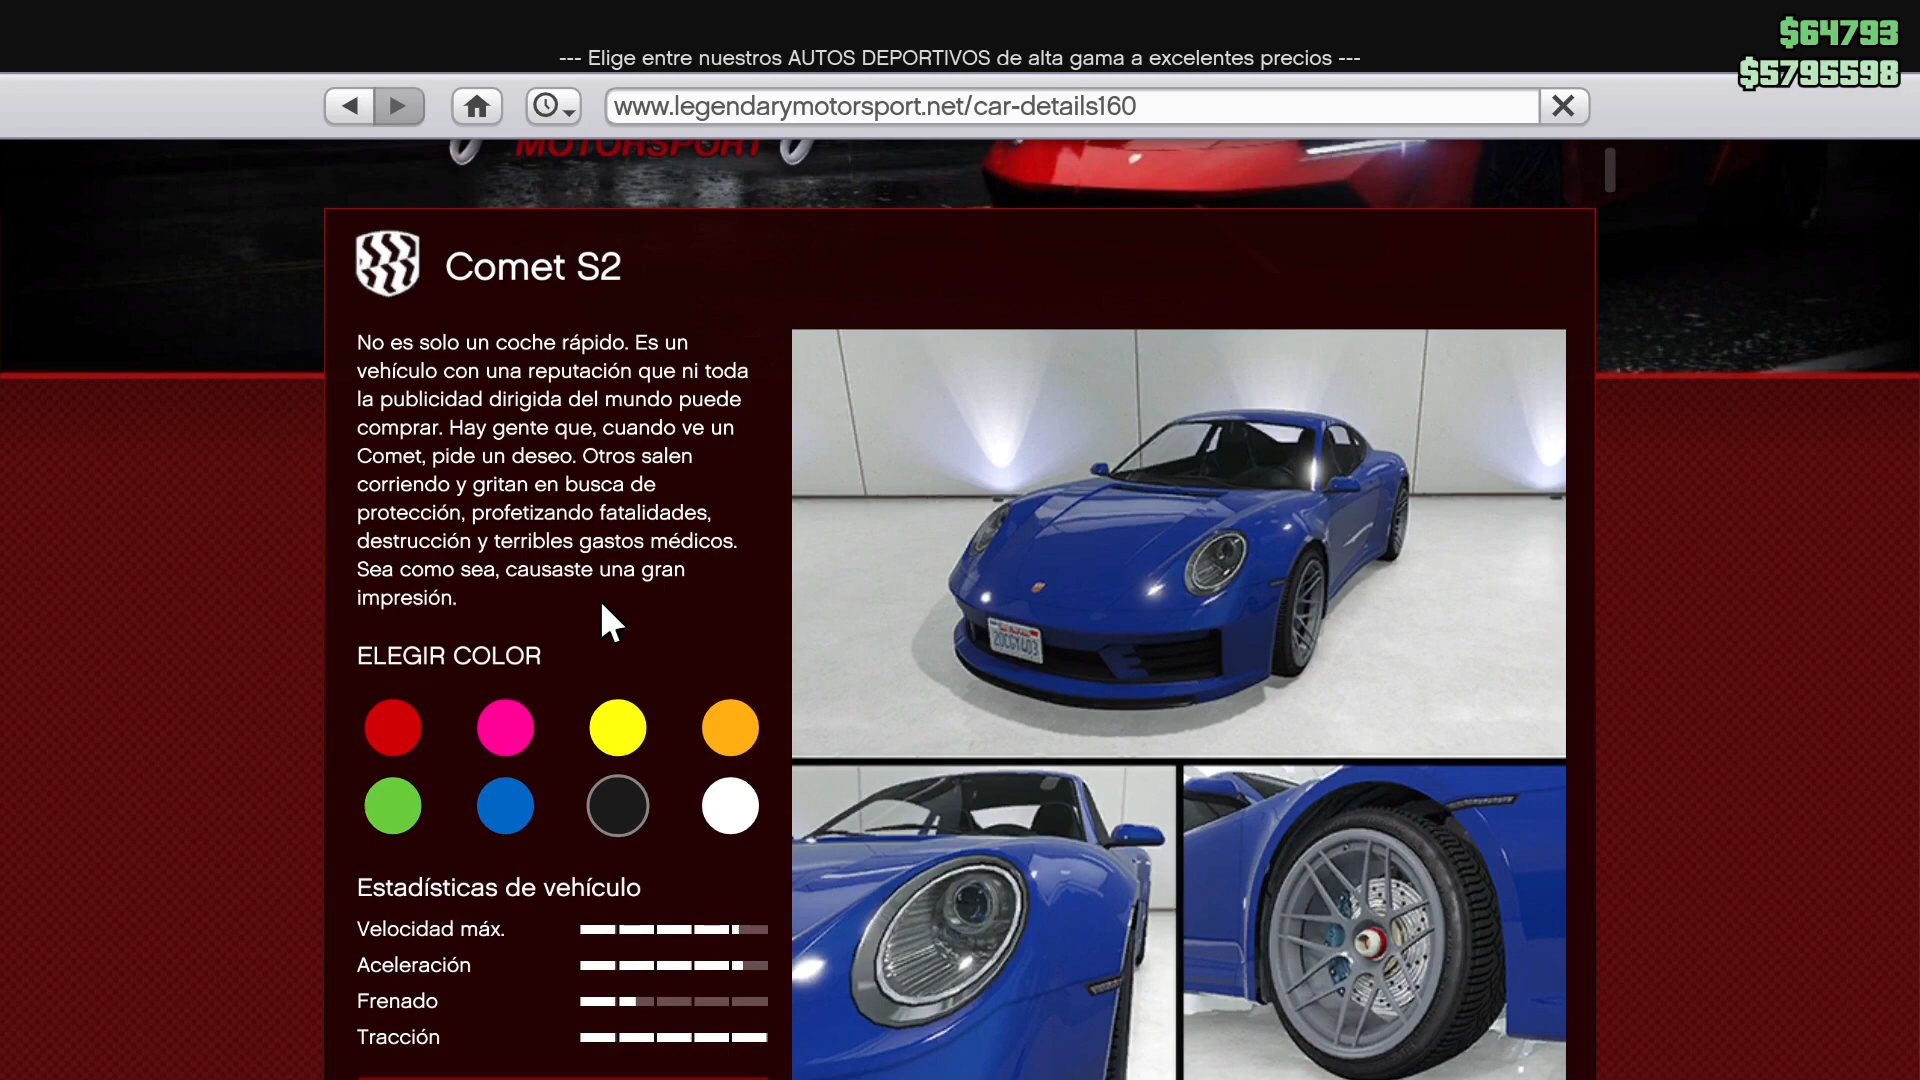 $64793
--- Elige entre nuestros AUTOS DEPORTIVOS de alta gama a excelentes precios ---
$5795598
www.legendarymotorsport.net/car-details160
MOTORSPORT
Comet S2
No es solo un coche rápido. Es un
vehículo con una reputación que ni toda
la publicidad dirigida del mundo puede
comprar. Hay gente que, cuando ve un
Comet, pide un deseo. Otros salen
corriendo y gritan en busca de
protección, profetizando fatalidades,
destrucción y terribles gastos médicos.
Sea como sea, causaste una gran
impresión.
ELEGIR COLOR
Estadísticas de vehículo
Velocidad máx.
Aceleración
Frenado
Tracción